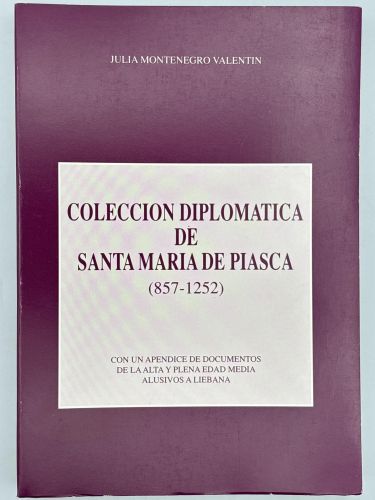 JULIA MONTENEGRO VALENTIN
COLECCION DIPLOMATICA
DE
SANTA MARIA DE PIASCA
(857-1252)
CON UN APENDICE DE DOCUMENTOS
DE LA ALTA Y PLENA EDAD MEDIA
ALUSIVOS A LIEBANA